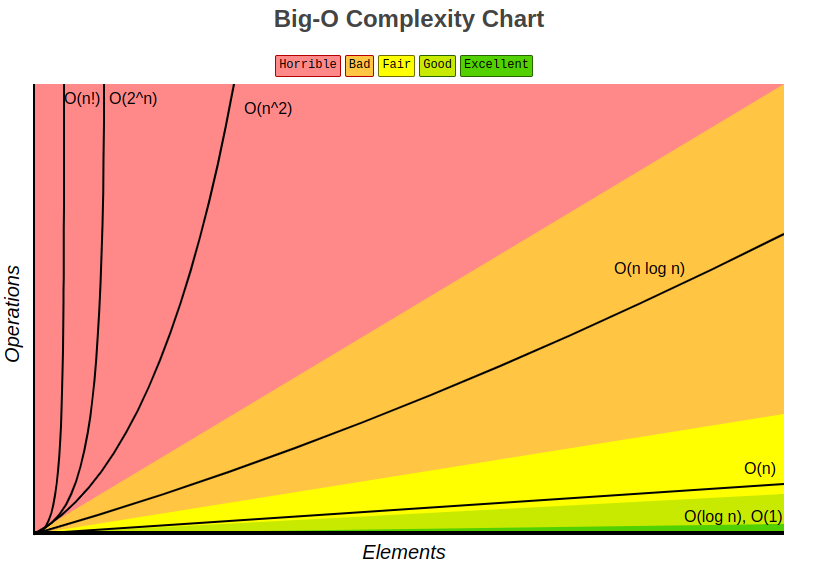 Big-O Complexity Chart
Horrible Bad Fair Good Excellent
O(n!) O(2^n) O(n^2)
O(n log n)
Operations
O(n)
O(log n), O(1)
Elements